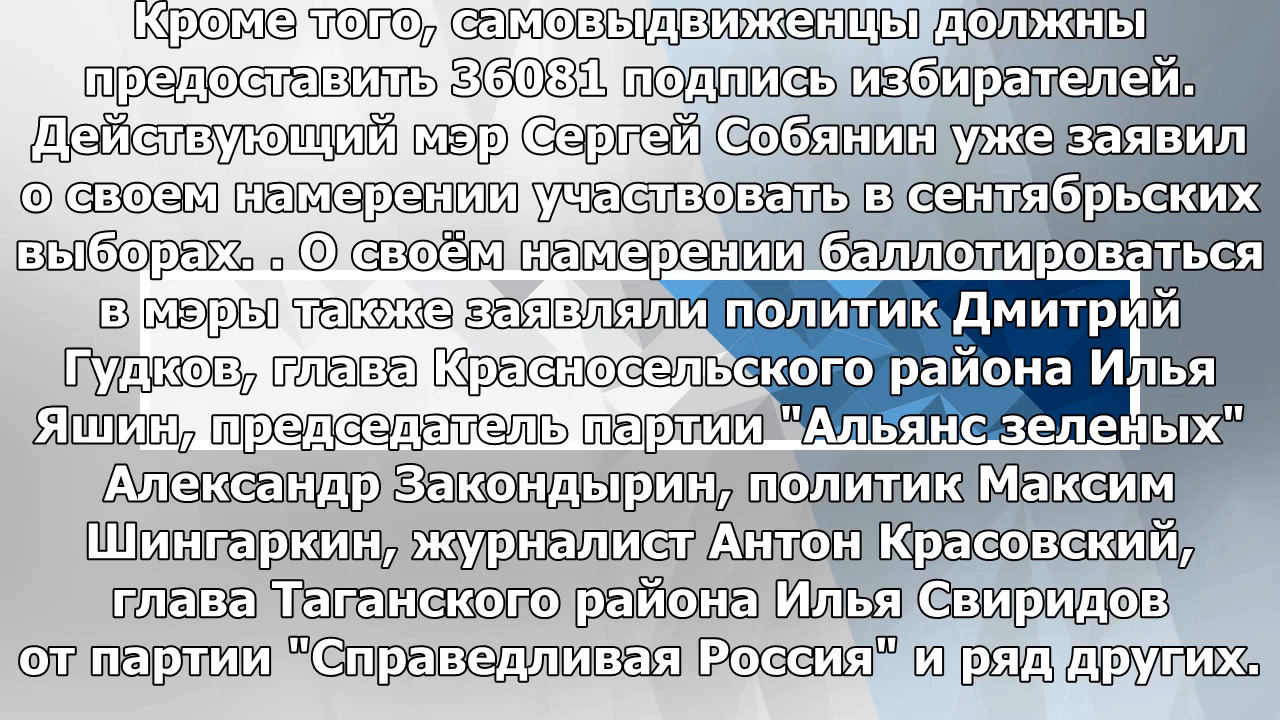 Кроме того, самовыдвиженцы должны
предоставить 36081 подпись избирателей.
Действующий мэр Сергей Собянин уже заявил
о своем намерении участвовать в сентябрьских
выборах. . О своём намерении баллотироваться
в мэры также заявляли политик Дмитрий
Гудков, глава Красносельского района Илья
Яшин, председатель партии "Альянс зеленых"
Александр Закондырин, политик Максим
Шингаркин, журналист Антон Красовский,
глава Таганского района Илья Свиридов
от партии "Справедливая Россия" и ряд других.